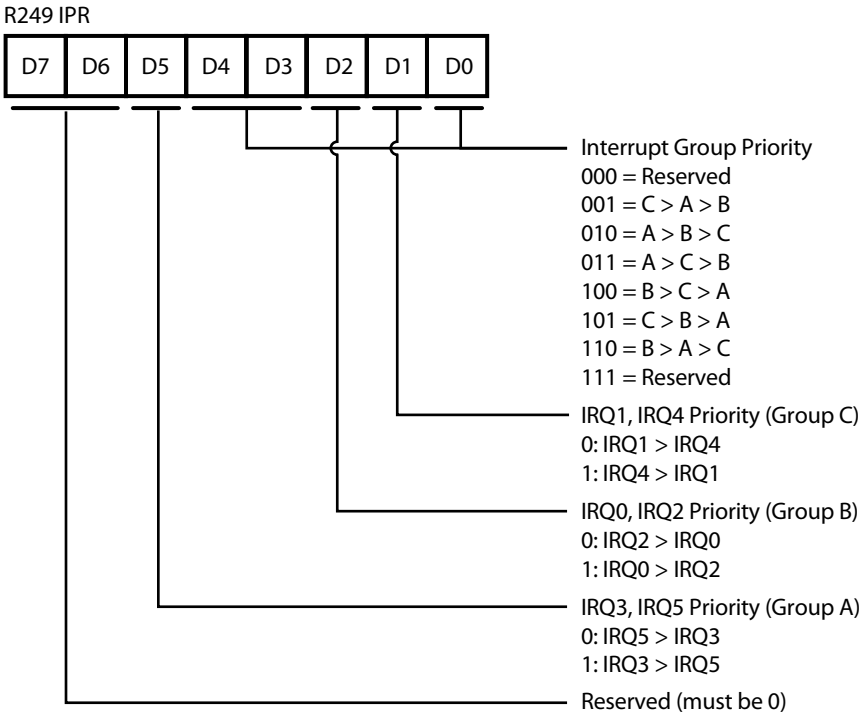 R249 IPR
D7 D6 D5 D4 D3 D2 D1 D0
Interrupt Group Priority
000 = Reserved
001 = C > A > B
010 = A > B > C
011 = A > C > B
100 = B > C > A
101 = C > B > A
110 = B > A > C
111 = Reserved
IRQ1, IRQ4 Priority (Group C)
0: IRQ1 > IRQ4
1: IRQ4 > IRQ1
IRQ0, IRQ2 Priority (Group B)
0: IRQ2 > IRQ0
1: IRQ0 > IRQ2
IRQ3, IRQ5 Priority (Group A)
0: IRQ5 > IRQ3
1: IRQ3 > IRQ5
Reserved (must be 0)